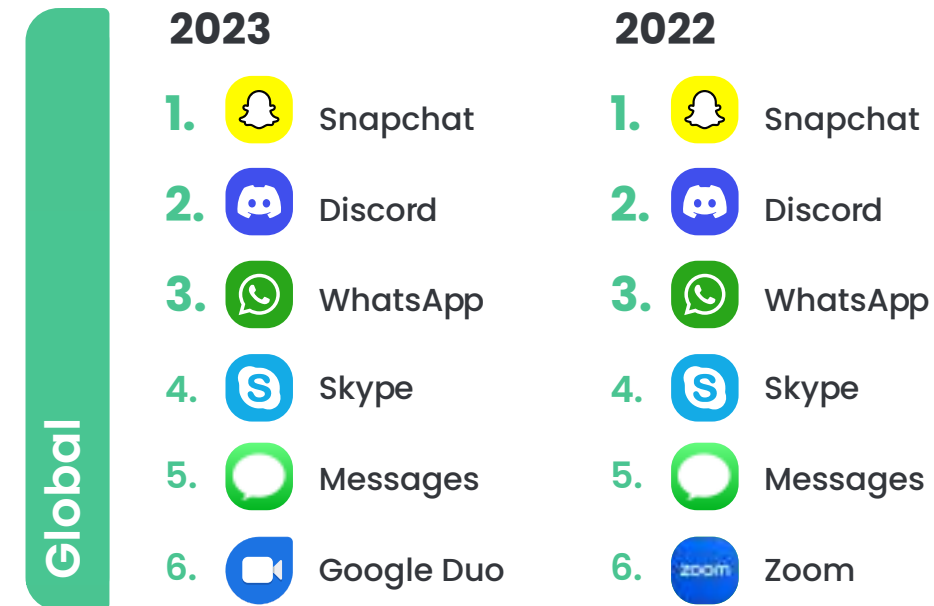 2023
1. Snapchat
2. Discord
3. WhatsApp
4. Skype
5. Messages
6. Google Duo
2022
1. Snapchat
2. Discord
3. WhatsApp
4. Skype
5. Messages
6. zoom Zoom
Global